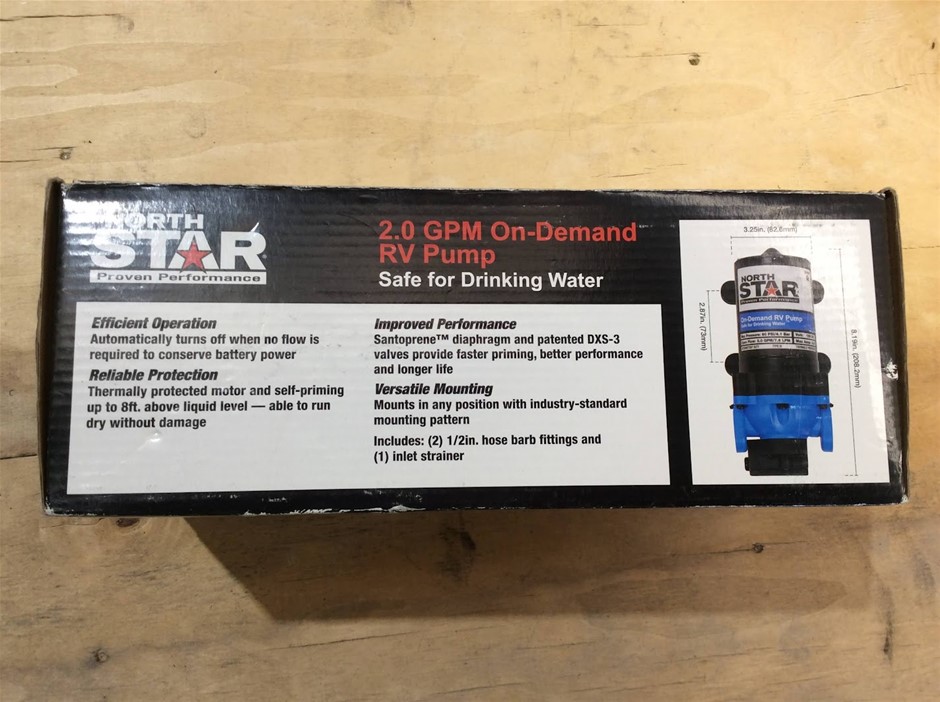 NORTH
STAR
Proven Performance
2.0 GPM On-Demand
RV Pump
Safe for Drinking Water
Efficient Operation
Automatically turns off when no flow is
required to conserve battery power
Reliable Protection
Thermally protected motor and self-priming
up to 8ft. above liquid level — able to run
dry without damage
Improved Performance
Santoprene™ diaphragm and patented DXS-3
valves provide faster priming, better performance
and longer life
Versatile Mounting
Mounts in any position with industry-standard
mounting pattern
Includes: (2) 1/2in. hose barb fittings and
(1) inlet strainer
3.25in. (82.6mm)
2.87in. (73mm)
8.19in. (208.2mm)
NORTH
STAR
Proven Performance
On-Demand RV Pump
Safe for Drinking Water